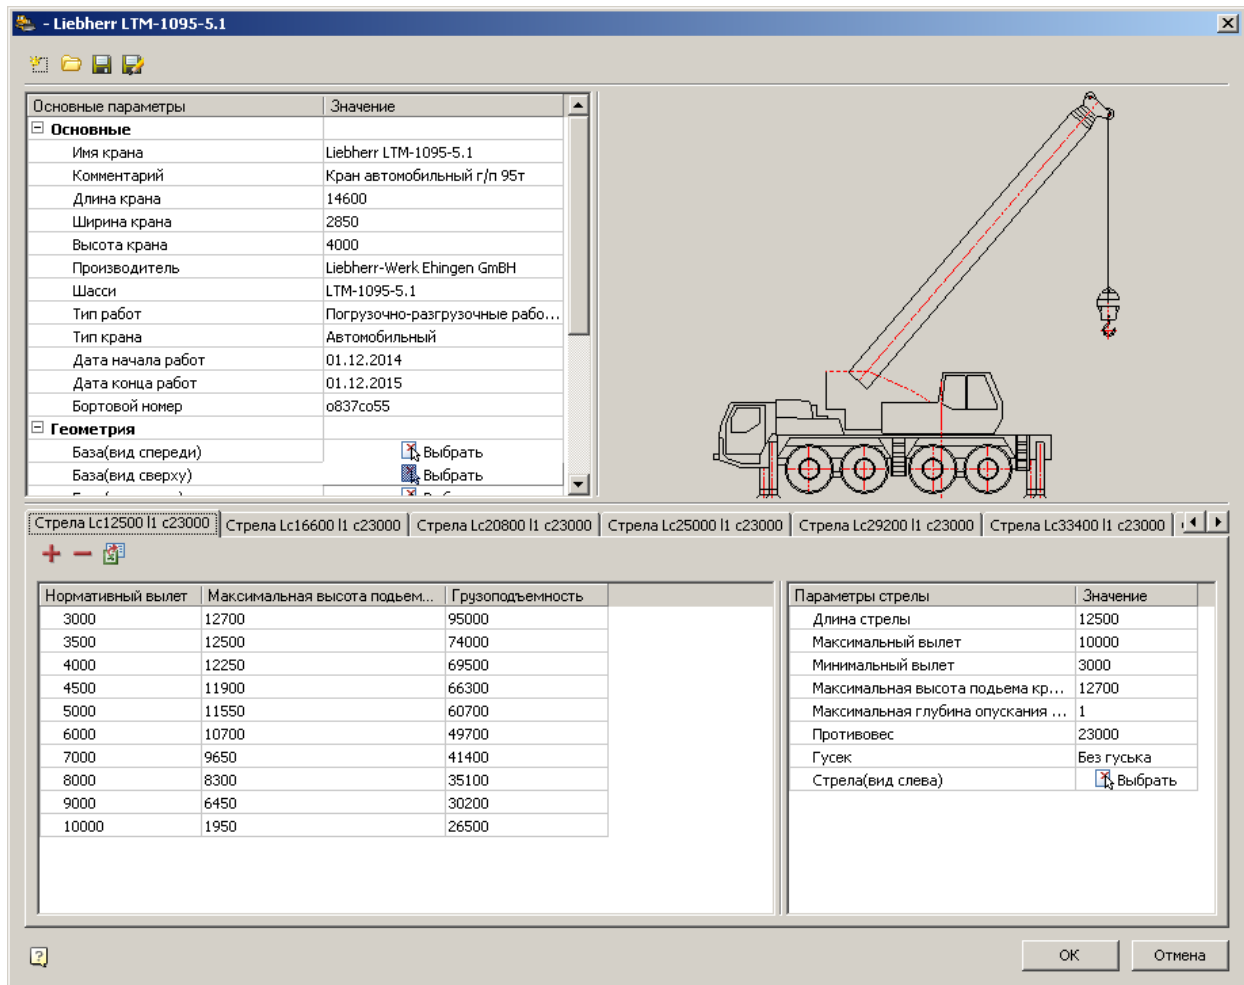 - Liebherr LTM-1095-5.1
Основные параметры Значение
Основные
Имя крана Liebherr LTM-1095-5.1
Комментарий Кран автомобильный г/п 95т
Длина крана 14600
Ширина крана 2850
Высота крана 4000
Производитель Liebherr-Werk Ehingen GmBH
Шасси LTM-1095-5.1
Тип работ Погрузочно-разгрузочные рабо...
Тип крана Автомобильный
Дата начала работ 01.12.2014
Дата конца работ 01.12.2015
Бортовой номер о837со55
Геометрия
База(вид спереди) Выбрать
База(вид сверху) Выбрать
Стрела Lc12500 l1 c23000 Стрела Lc16600 l1 c23000 Стрела Lc20800 l1 c23000 Стрела Lc25000 l1 c23000 Стрела Lc29200 l1 c23000 Стрела Lc33400 l1 c23000
Нормативный вылет Максимальная высота подьем... Грузоподъемность
3000 12700 95000
3500 12500 74000
4000 12250 69500
4500 11900 66300
5000 11550 60700
6000 10700 49700
7000 9650 41400
8000 8300 35100
9000 6450 30200
10000 1950 26500
Параметры стрелы Значение
Длина стрелы 12500
Максимальный вылет 10000
Минимальный вылет 3000
Максимальная высота подьема кр... 12700
Максимальная глубина опускания ... 1
Противовес 23000
Гусек Без гуська
Стрела(вид слева) Выбрать
ОК Отмена